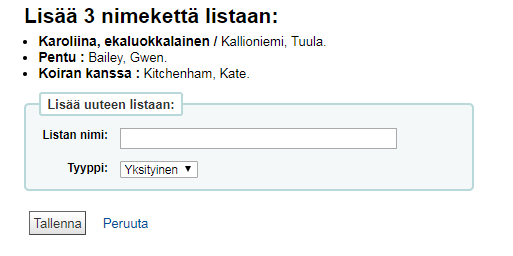 Lisää 3 nimekettä listaan:
Karoliina, ekaluokkalainen / Kallioniemi, Tuula.
Pentu : Bailey, Gwen.
Koiran kanssa : Kitchenham, Kate.
Lisää uuteen listaan:
Listan nimi:
Tyyppi: Yksityinen
Tallenna Peruuta